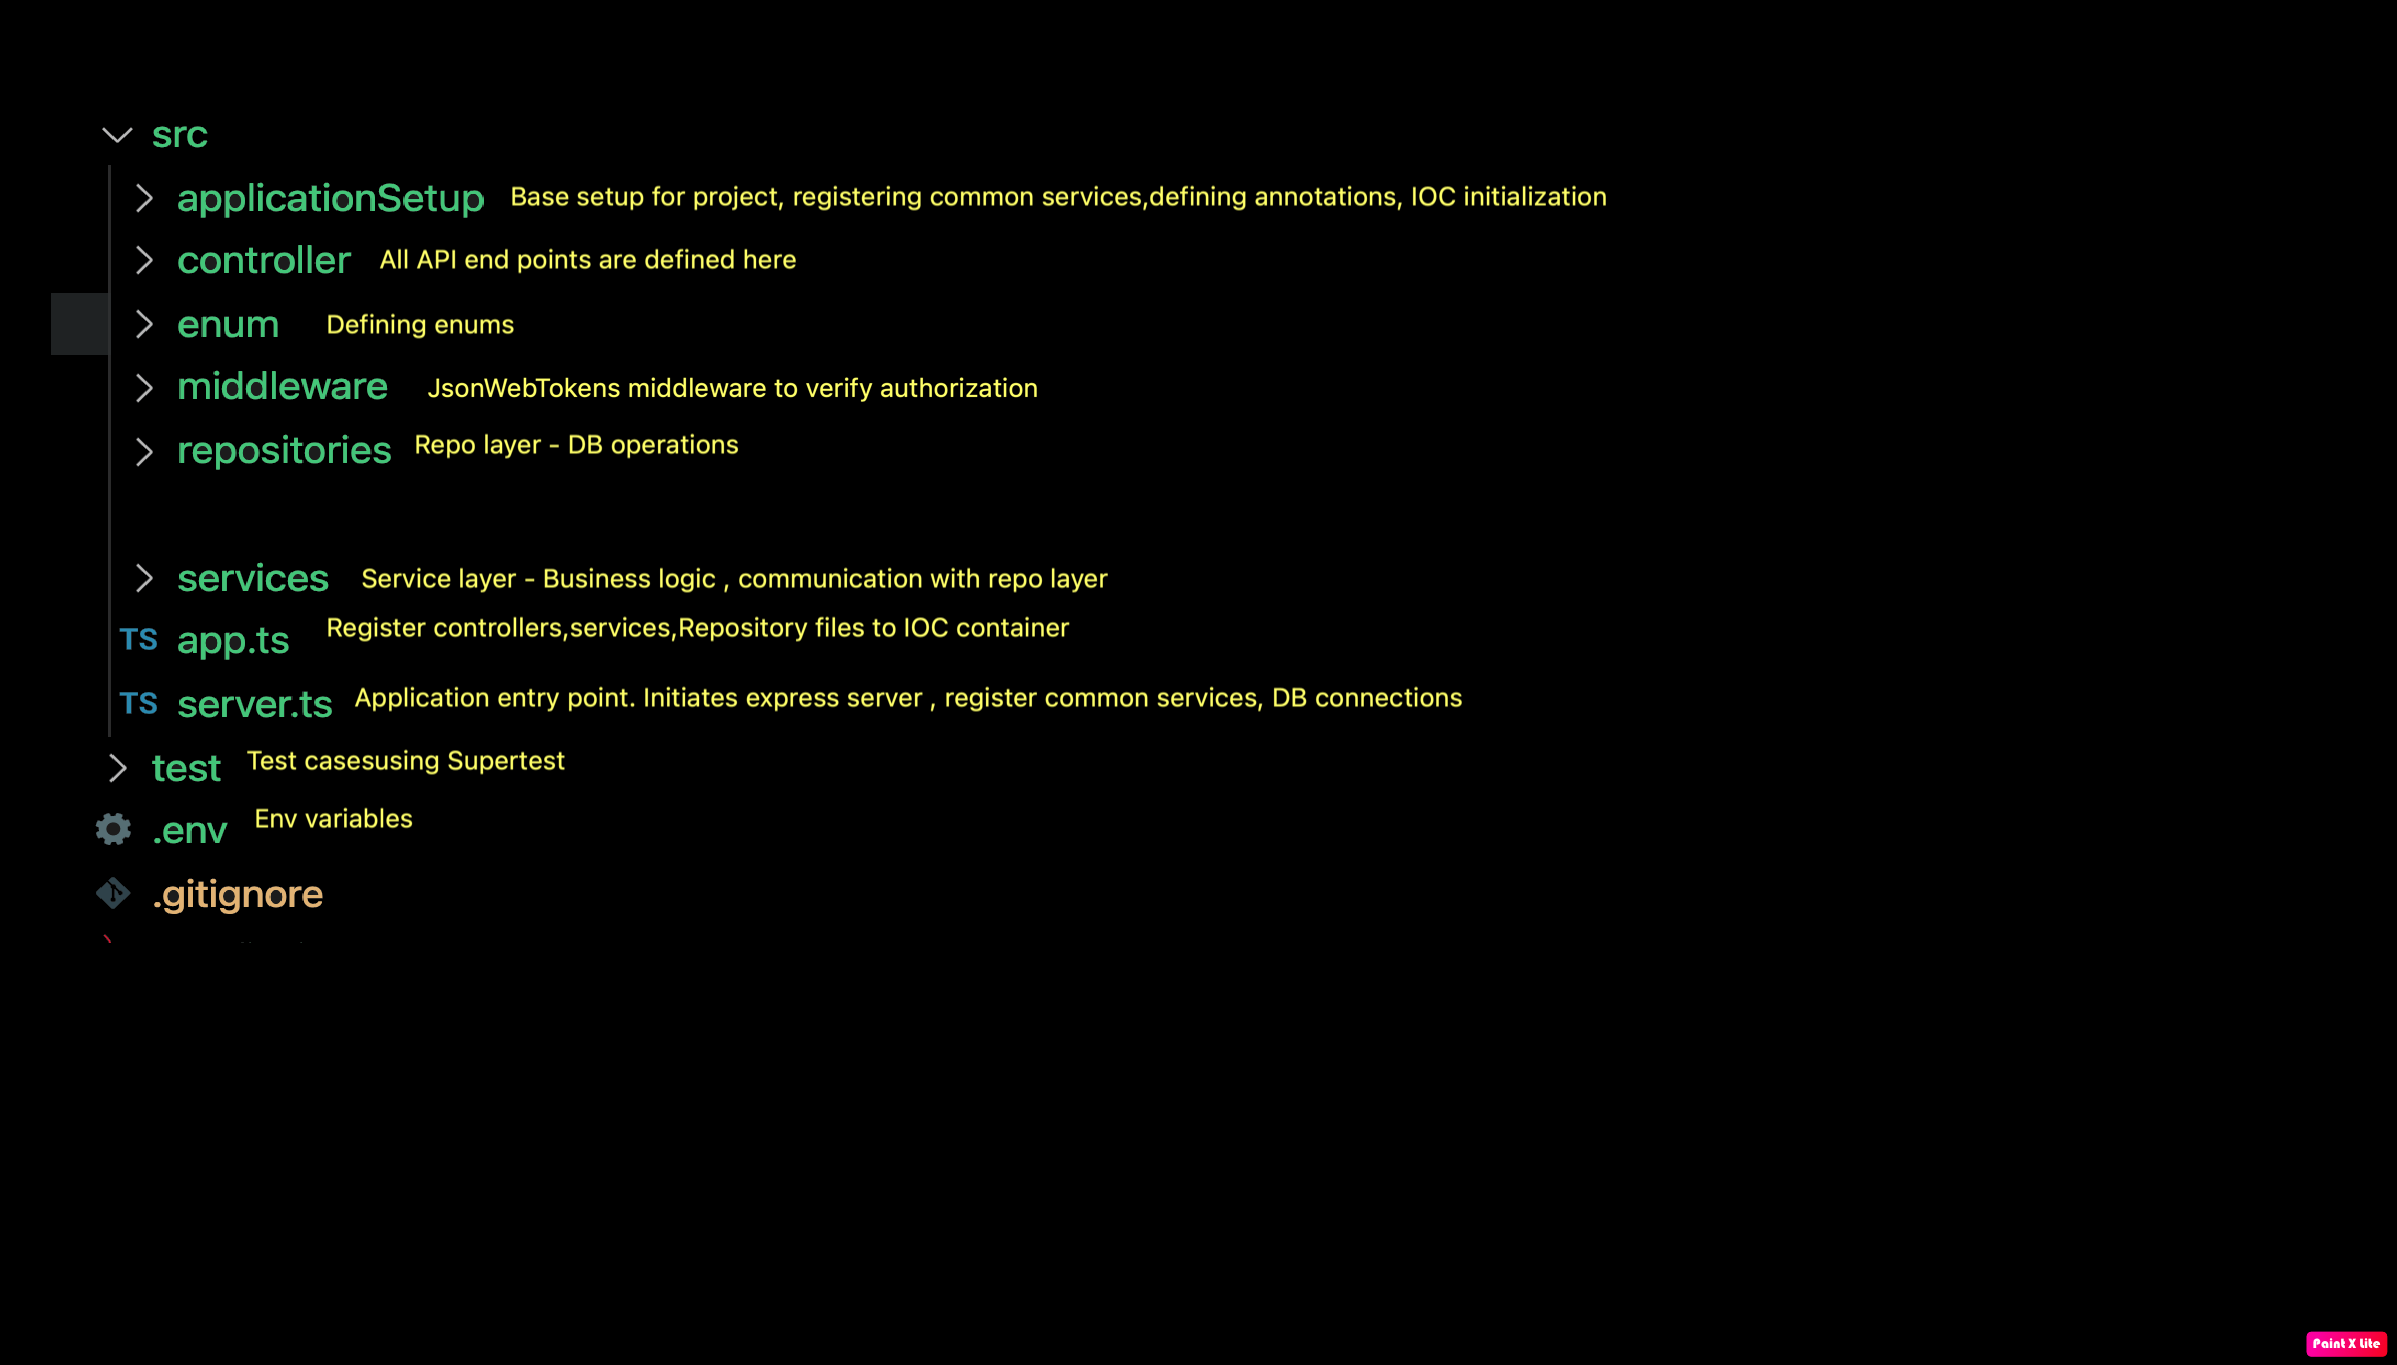 src
applicationSetup Base setup for project, registering common services,defining annotations, IOC initialization
controller All API end points are defined here
enum Defining enums
middleware JsonWebTokens middleware to verify authorization
repositories Repo layer - DB operations
services Service layer - Business logic , communication with repo layer
TS app.ts Register controllers,services,Repository files to IOC container
TS server.ts Application entry point. Initiates express server , register common services, DB connections
test Test casesusing Supertest
.env Env variables
.gitignore
Paint X Lite